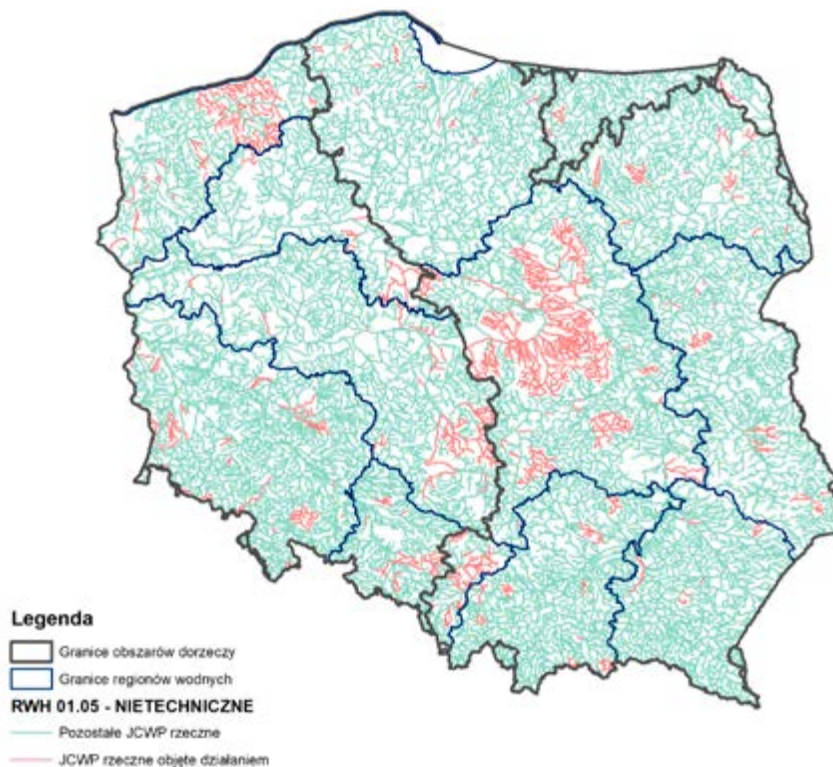 Legenda
Granice obszarów dorzeczy
Granice regionów wodnych
RWH 01.05 - NIETECHNICZNE
Pozostałe JCWP rzeczne
JCWP rzeczne objęte działaniem